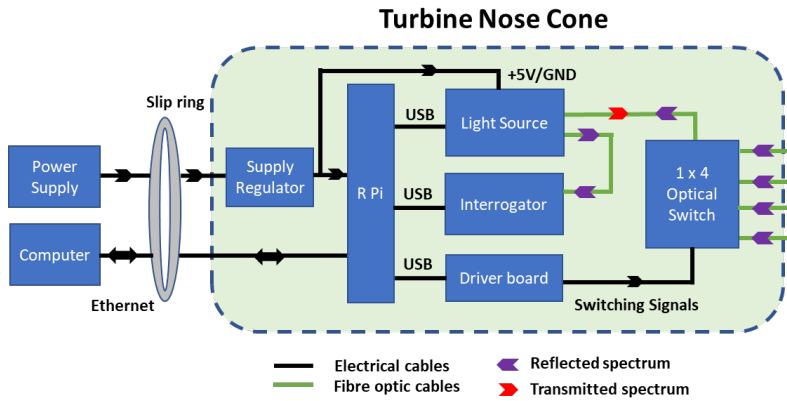 Turbine Nose Cone
+5V/GND
Slip ring
USB
Light Source
Power
Supply
Supply
Regulator
R Pi
1 x 4
Optical
Switch
USB
Interrogator
Computer
USB
Driver board
Ethernet
Switching Signals
Electrical cables
Reflected spectrum
Fibre optic cables
Transmitted spectrum